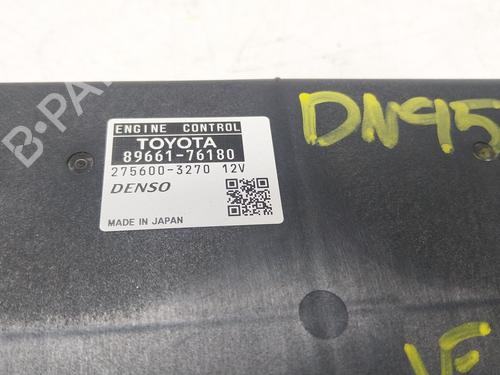 ENGINE CONTROL
TOYOTA
89661-76180
275600-3270 12V
DENSO
MADE IN JAPAN
DN95
B-PA